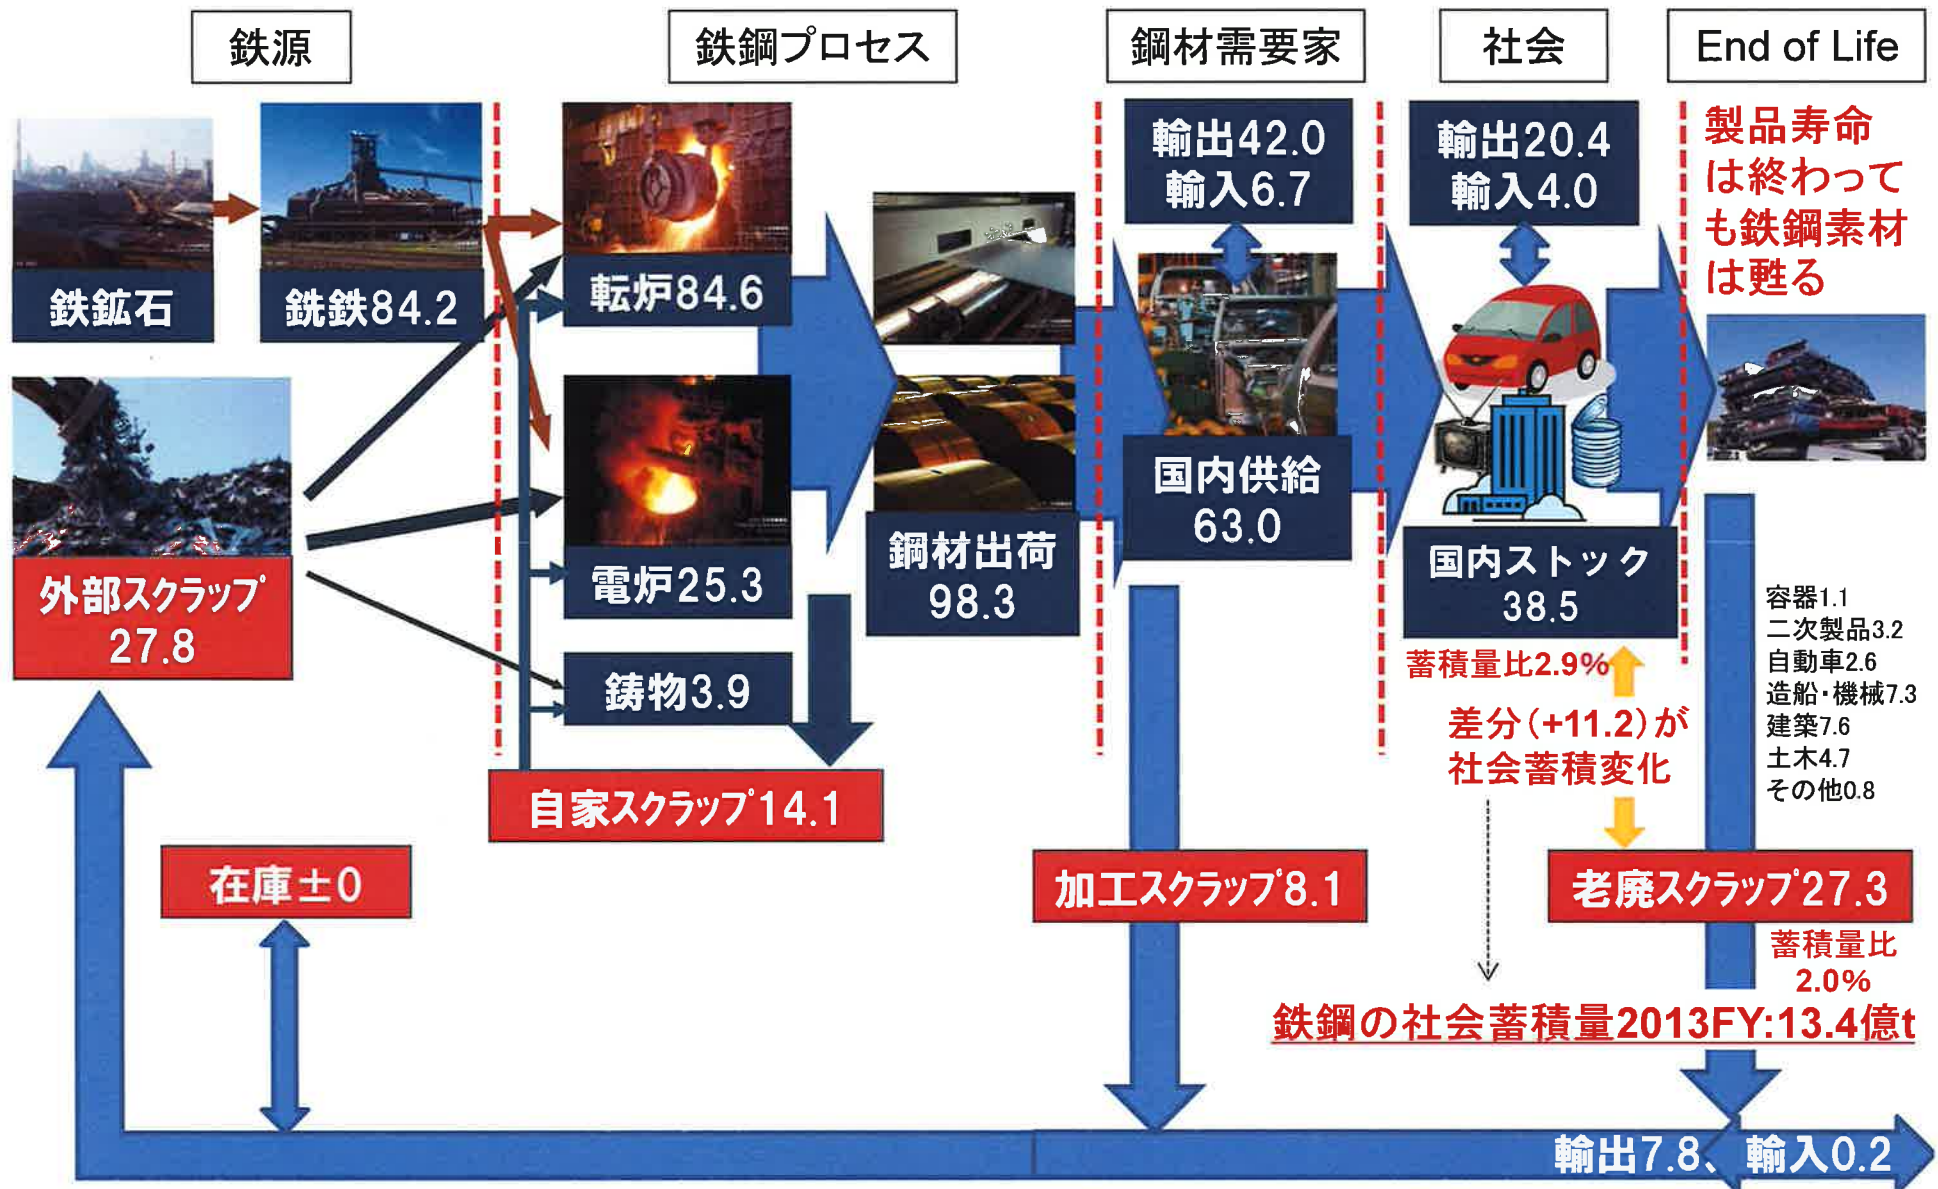 鉄源
鉄鋼プロセス
鋼材需要家
社会
End of Life
鉄鉱石
銑鉄84.2
外部スクラップ
27.8
転炉84.6
電炉25.3
鋳物3.9
自家スクラップ14.1
在庫±0
鋼材出荷
98.3
輸出42.0
輸入6.7
国内供給
63.0
加工スクラップ8.1
輸出20.4
輸入4.0
国内ストック
38.5
蓄積量比2.9%
差分(+11.2)が
社会蓄積変化
製品寿命
は終わって
も鉄鋼素材
は甦る
容器1.1
二次製品3.2
自動車2.6
造船・機械7.3
建築7.6
土木4.7
その他0.8
老廃スクラップ27.3
蓄積量比
2.0%
鉄鋼の社会蓄積量2013FY:13.4億t
輸出7.8、輸入0.2